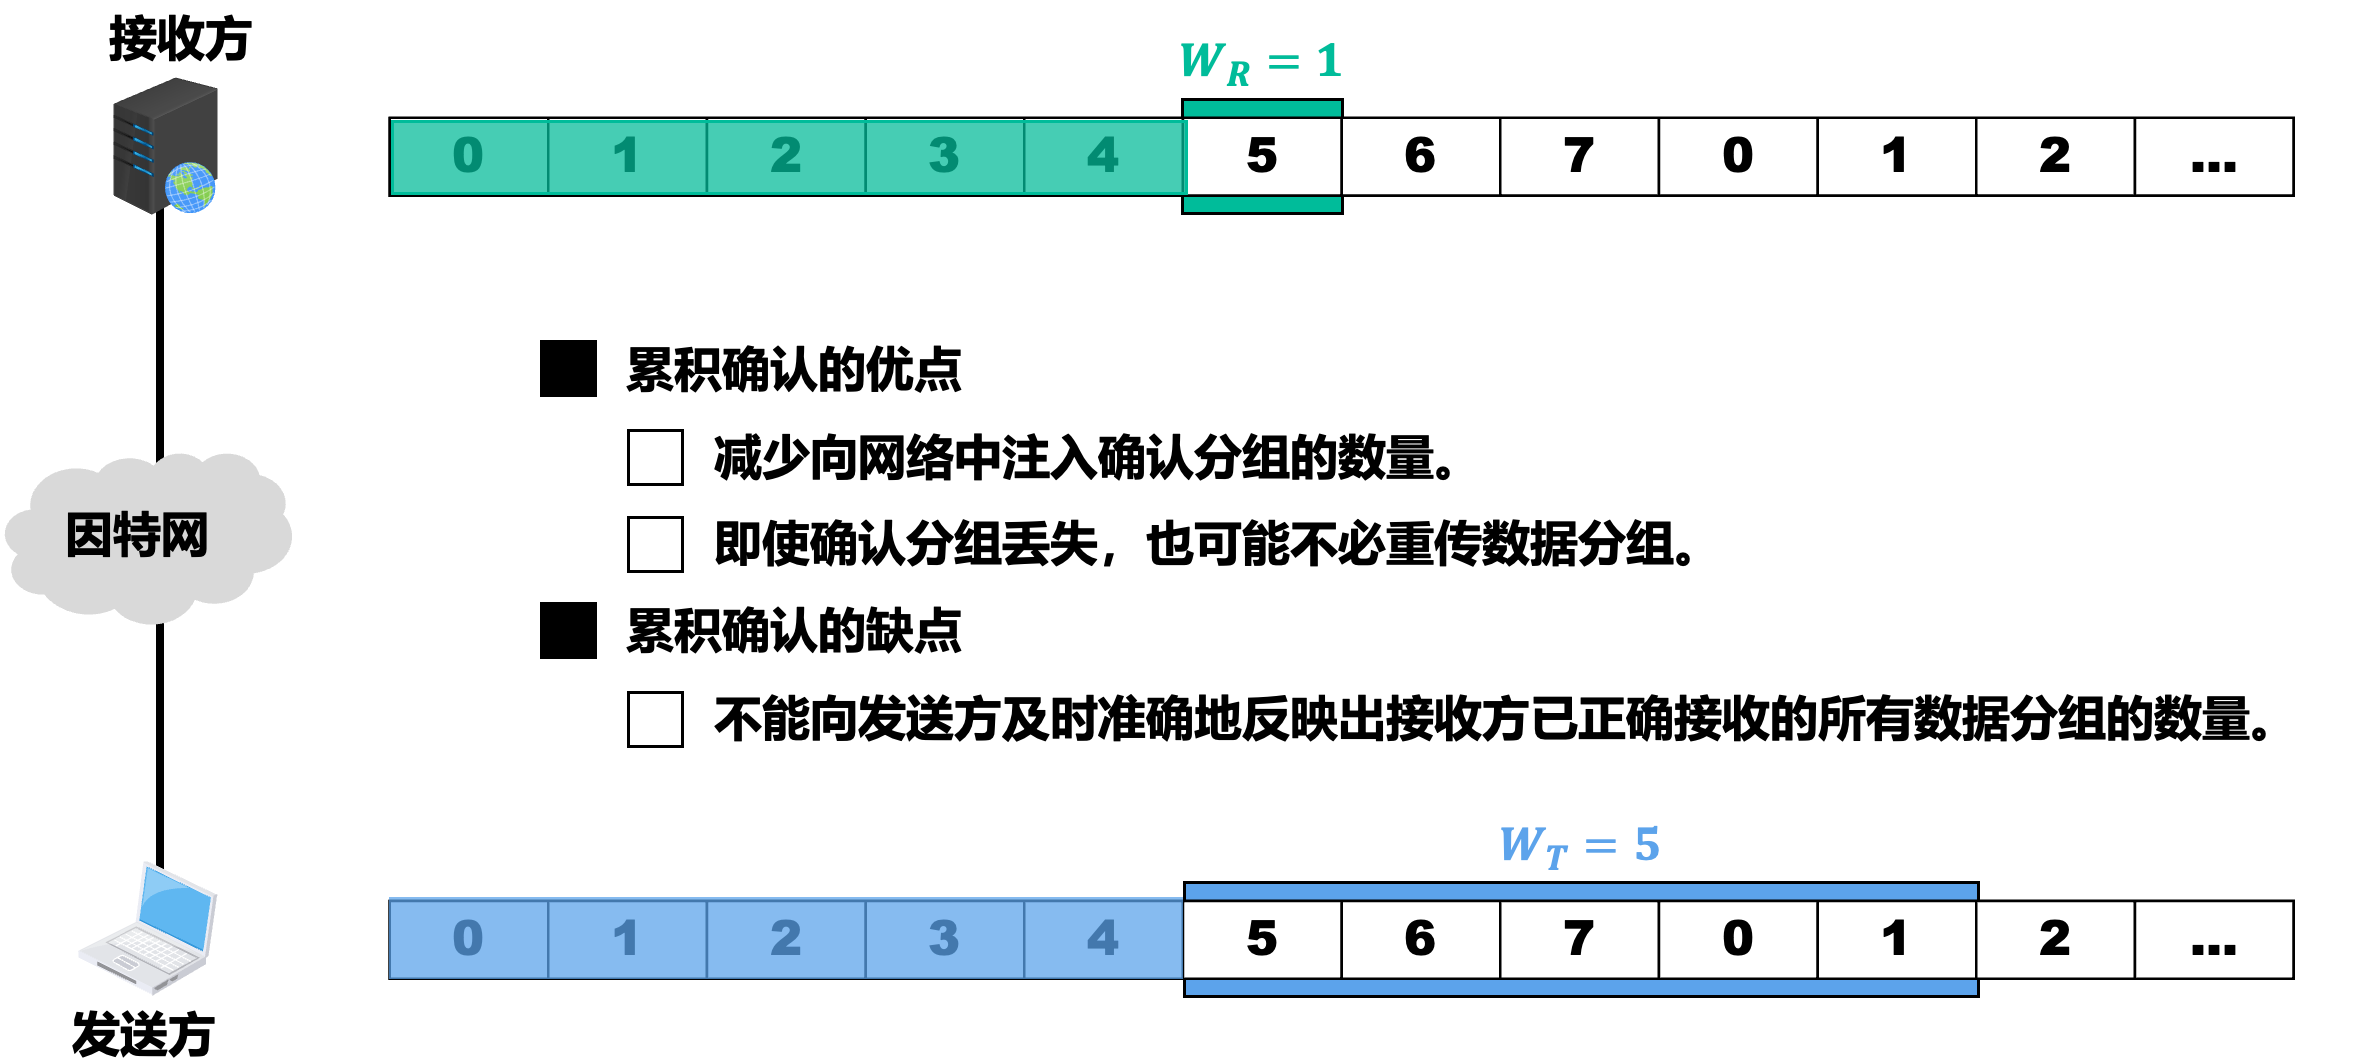 接收方
W_R = 1
0 1 2 3 4 5 6 7 0 1 2 ...
累积确认的优点
减少向网络中注入确认分组的数量。
即使确认分组丢失，也可能不必重传数据分组。
因特网
累积确认的缺点
不能向发送方及时准确地反映出接收方已正确接收的所有数据分组的数量。
W_T = 5
0 1 2 3 4 5 6 7 0 1 2 ...
发送方